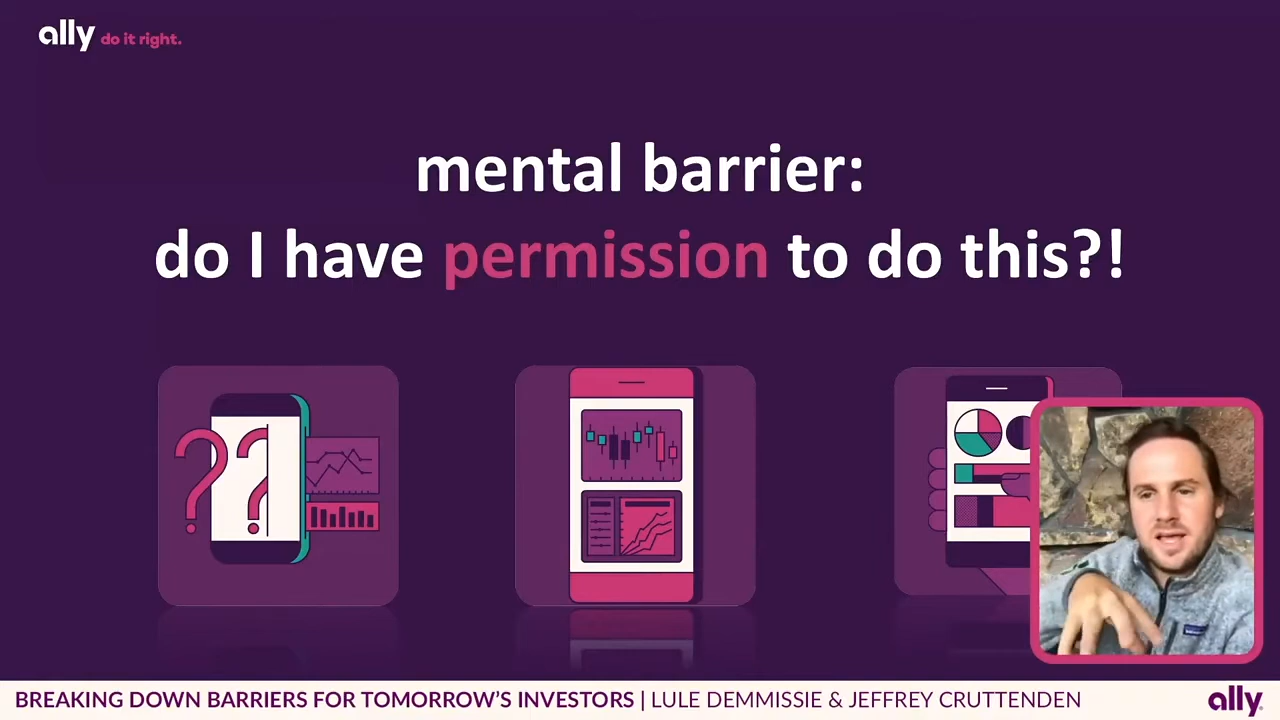 ally do it right.
mental barrier:
do I have permission to do this?!
??
BREAKING DOWN BARRIERS FOR TOMORROW'S INVESTORS | LULE DEMMISSIE & JEFFREY CRUTTENDEN
ally